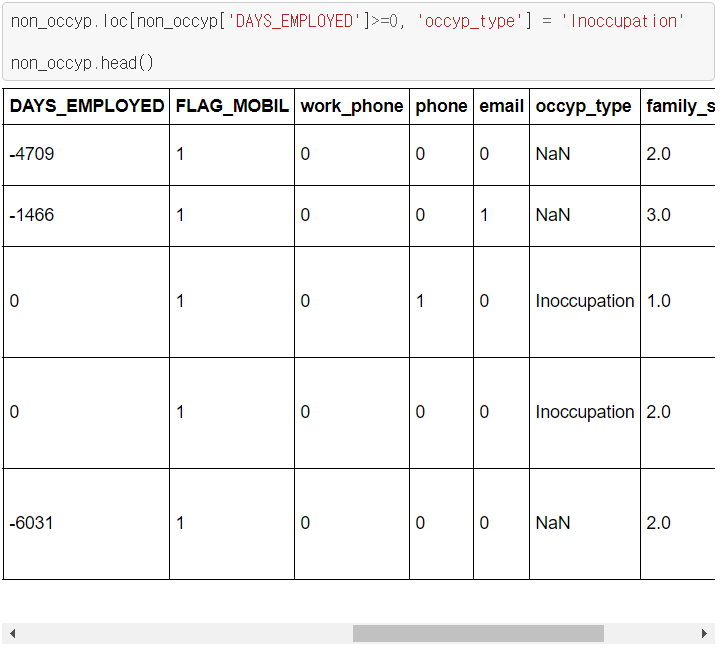 non_occyp.loc[non_occyp['DAYS_EMPLOYED']>=0, 'occyp_type'] = 'Inoccupation'
non_occyp.head()
DAYS_EMPLOYED FLAG_MOBIL work_phone phone email occyp_type family_s
-4709 1 0 0 0 NaN 2.0
-1466 1 0 0 1 NaN 3.0
0 1 0 1 0 Inoccupation 1.0
0 1 0 0 0 Inoccupation 2.0
-6031 1 0 0 0 NaN 2.0